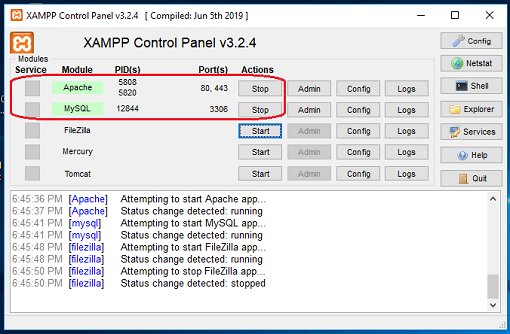 XAMPP Control Panel v3.2.4 [ Compiled: Jun 5th 2019 ]
XAMPP Control Panel v3.2.4
Config
Modules
Service Module PID(s) Port(s) Actions
Netstat
Apache 5808 5820 80, 443 Stop Admin Config Logs
Shell
MySQL 12844 3306 Stop Admin Config Logs
Explorer
FileZilla Start Admin Config Logs
Services
Mercury Start Admin Config Logs
Help
Tomcat Start Admin Config Logs
Quit
6:45:36 PM [Apache] Attempting to start Apache app...
6:45:37 PM [Apache] Status change detected: running
6:45:41 PM [mysql] Attempting to start MySQL app...
6:45:41 PM [mysql] Status change detected: running
6:45:48 PM [filezilla] Attempting to start FileZilla app...
6:45:48 PM [filezilla] Status change detected: running
6:45:50 PM [filezilla] Attempting to stop FileZilla app...
6:45:50 PM [filezilla] Status change detected: stopped